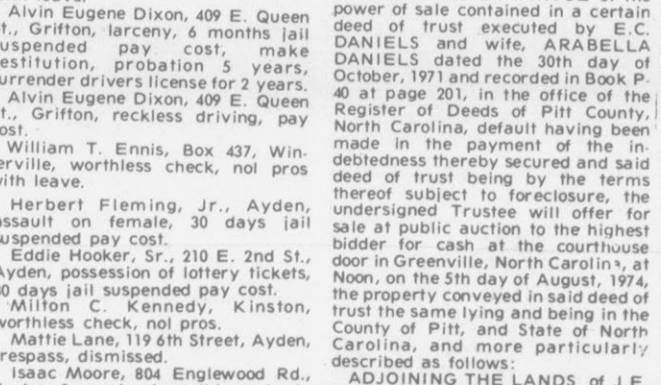 Alvin Eugene Dixon, 409 E. Queen
t., Grifton, larceny, 6 months jail
uspended pay cost, make
estitution, probation 5 years,
urrender drivers license for 2 years.
Alvin Eugene Dixon, 409 E. Queen
t., Grifton, reckless driving, pay
ost.
William T. Ennis, Box 437, Win-
erville, worthless check, nol pros
ith leave.
Herbert Fleming, Jr., Ayden,
assault on female, 30 days jail
uspended pay cost.
Eddie Hooker, Sr., 210 E. 2nd St.,
Ayden, possession of lottery tickets,
0 days jail suspended pay cost.
Milton C. Kennedy, Kinston,
worthless check, nol pros.
Mattie Lane, 119 6th Street, Ayden,
respass, dismissed.
Isaac Moore, 804 Englewood Rd.,
power of sale contained in a certain
deed of trust executed by E.C.
DANIELS and wife, ARABELLA
DANIELS dated the 30th day of
October, 1971 and recorded in Book P-
40 at page 201, in the office of the
Register of Deeds of Pitt County,
North Carolina, default having been
made in the payment of the in-
debtedness thereby secured and said
deed of trust being by the terms
thereof subject to foreclosure, the
undersigned Trustee will offer for
sale at public auction to the highest
bidder for cash at the courthouse
door in Greenville, North Carolina, at
Noon, on the 5th day of August, 1974,
the property conveyed in said deed of
trust the same lying and being in the
County of Pitt, and State of North
Carolina, and more particularly
described as follows:
ADJOINING THE LANDS of J.E.